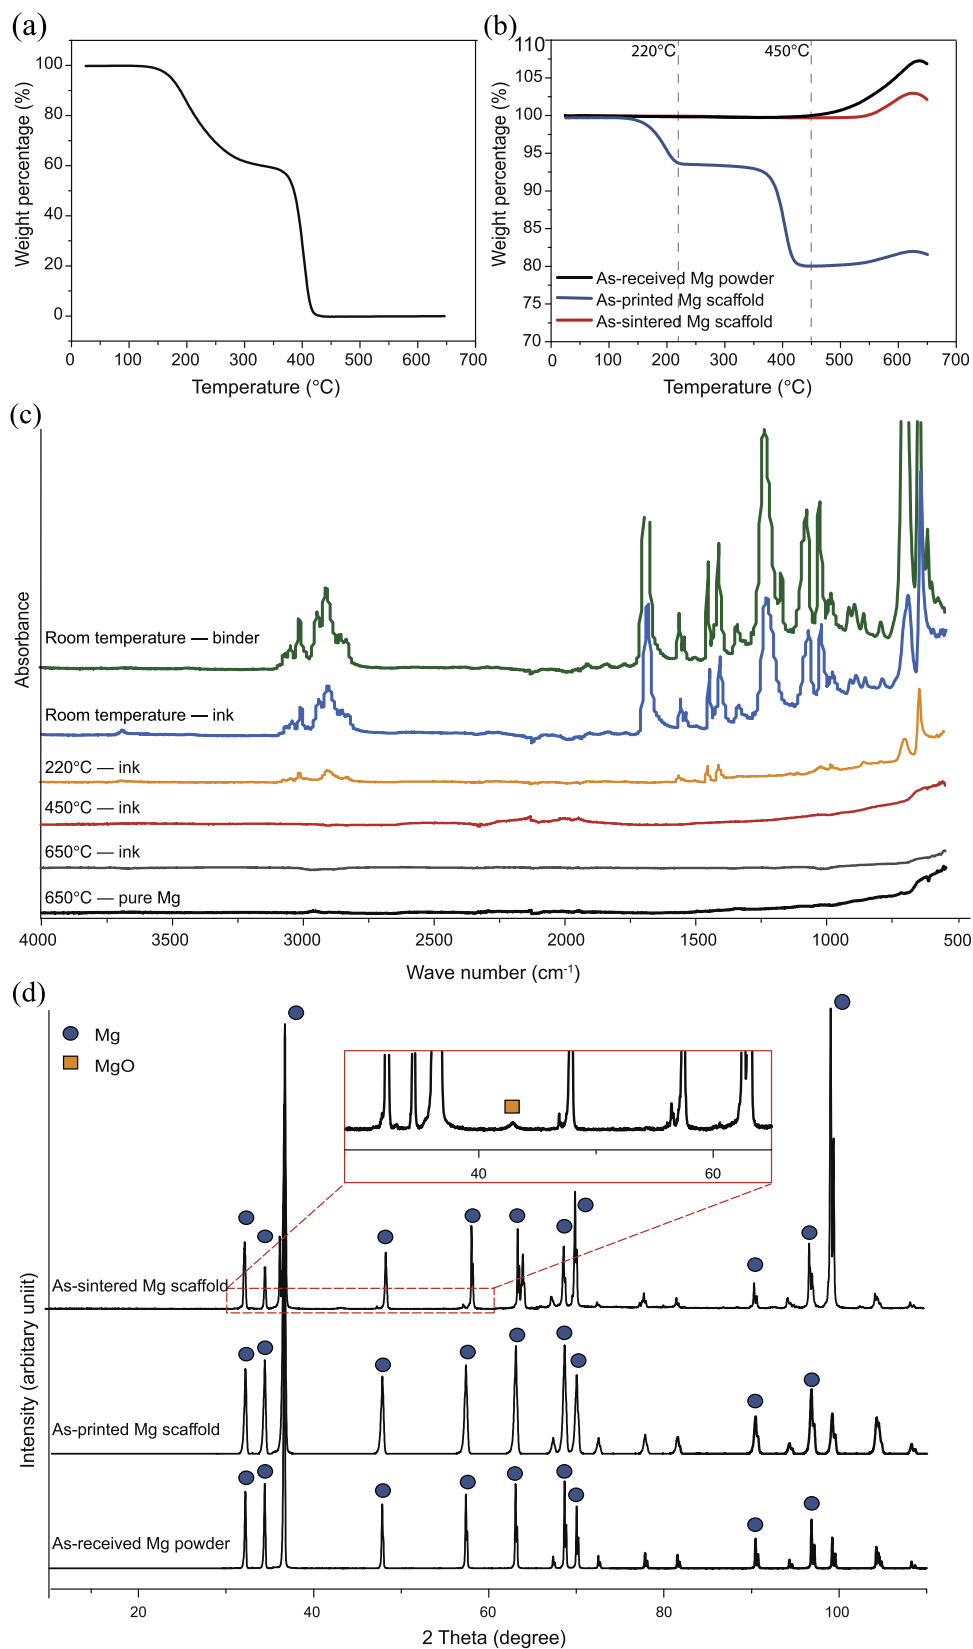 (a)
100
80
60
40
20
0
Weight percentage (%)
0 100 200 300 400 500 600 700
Temperature (°C)
(b)
110
105
100
95
90
85
80
75
70
Weight percentage (%)
220°C 450°C
As-received Mg powder
As-printed Mg scaffold
As-sintered Mg scaffold
0 100 200 300 400 500 600 700
Temperature (°C)
(c)
Absorbance
Room temperature — binder
Room temperature — ink
220°C — ink
450°C — ink
650°C — ink
650°C — pure Mg
4000 3500 3000 2500 2000 1500 1000 500
Wave number (cm-1)
(d)
Mg
MgO
40 60
As-sintered Mg scaffold
As-printed Mg scaffold
As-received Mg powder
Intensity (arbitary uniit)
20 40 60 80 100
2 Theta (degree)